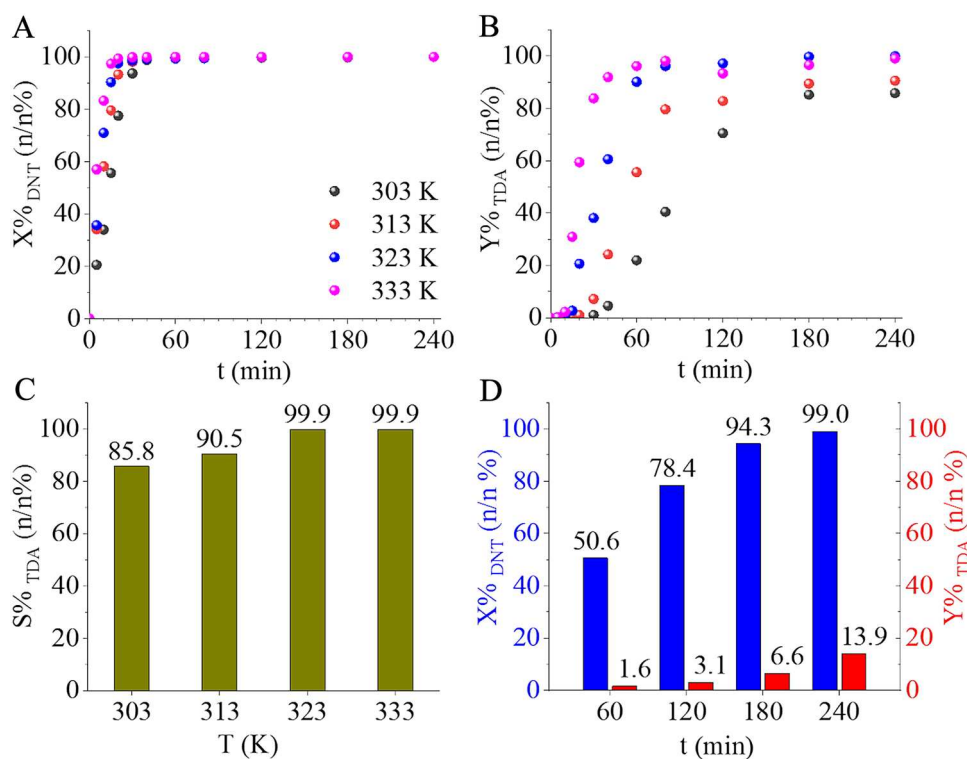 A
X% DNT (n/n%)
100
80
60
40
20
0
303 K
313 K
323 K
333 K
0 60 120 180 240
t (min)
B
Y% TDA (n/n%)
100
80
60
40
20
0
0 60 120 180 240
t (min)
C
S% TDA (n/n%)
100
80
60
40
20
0
85.8 90.5 99.9 99.9
303 313 323 333
T (K)
D
X% DNT (n/n %)
100
80
60
40
20
0
50.6 78.4 94.3 99.0
1.6 3.1 6.6 13.9
60 120 180 240
t (min)
100
80
60
40
20
0
Y% TDA (n/n %)